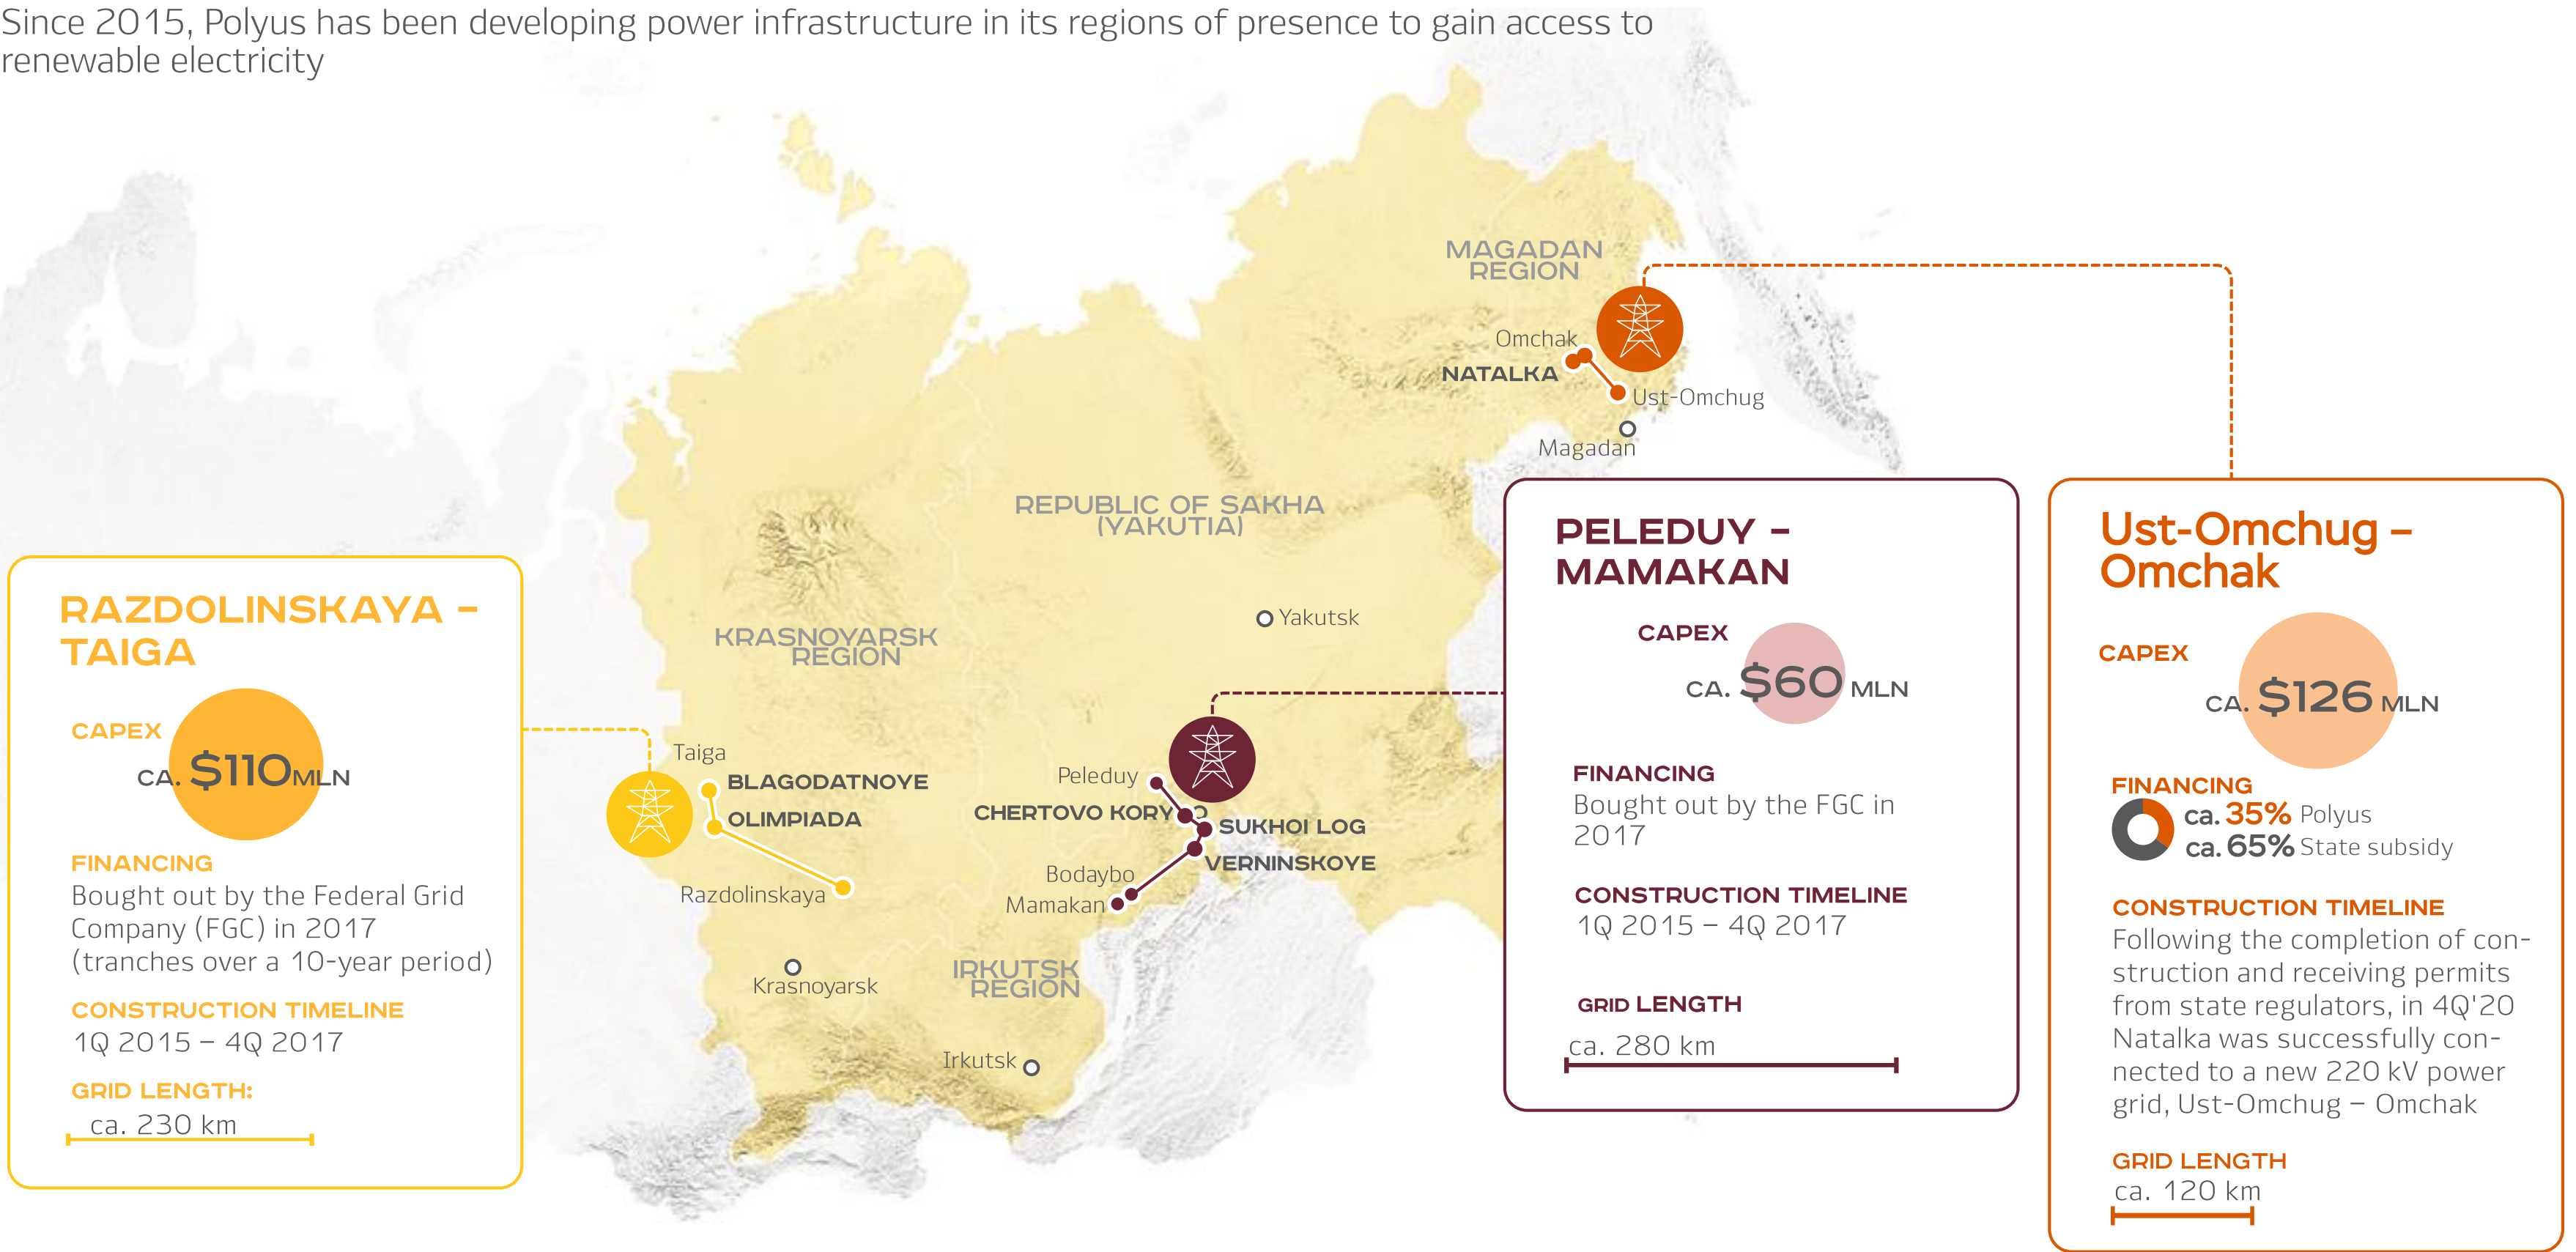 Since 2015, Polyus has been developing power infrastructure in its regions of presence to gain access to
renewable electricity
MAGADAN
REGION
Omchak
NATALKA
Ust-Omchug
Magadan
REPUBLIC OF SAKHA
(YAKUTIA)
Yakutsk
KRASNOYARSK
REGION
Taiga
BLAGODATNOYE
OLIMPIADA
Razdolinskaya
Krasnoyarsk
Peleduy
CHERTOVO KORY O
SUKHOI LOG
VERNINSKOYE
Bodaybo
Mamakan
IRKUTSK
REGION
Irkutsk
RAZDOLINSKAYA –
TAIGA
CAPEX
CA. $110 MLN
FINANCING
Bought out by the Federal Grid
Company (FGC) in 2017
(tranches over a 10-year period)
CONSTRUCTION TIMELINE
1Q 2015 – 4Q 2017
GRID LENGTH:
ca. 230 km
PELEDUY –
MAMAKAN
CAPEX
CA. $60 MLN
FINANCING
Bought out by the FGC in
2017
CONSTRUCTION TIMELINE
1Q 2015 – 4Q 2017
GRID LENGTH
ca. 280 km
Ust-Omchug –
Omchak
CAPEX
CA. $126 MLN
FINANCING
ca. 35% Polyus
ca. 65% State subsidy
CONSTRUCTION TIMELINE
Following the completion of con-
struction and receiving permits
from state regulators, in 4Q'20
Natalka was successfully con-
nected to a new 220 kV power
grid, Ust-Omchug – Omchak
GRID LENGTH
ca. 120 km